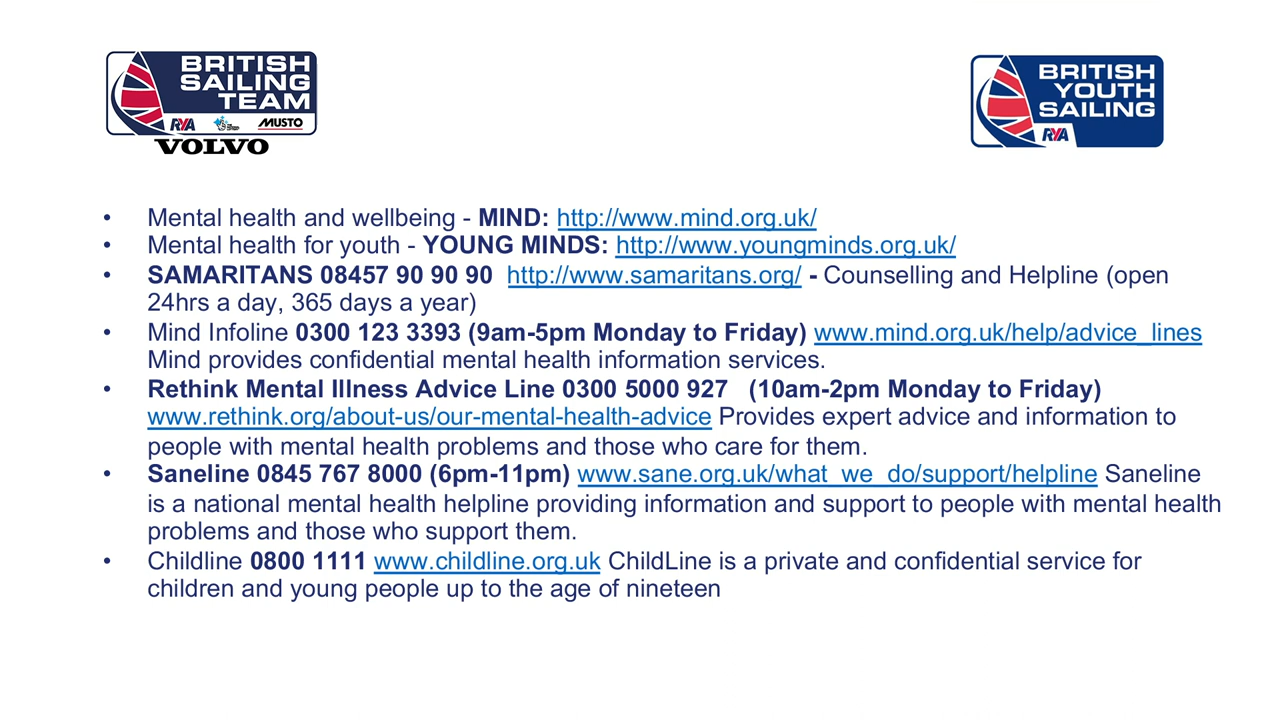 BRITISH
SAILING
TEAM
RYA
MUSTO
VOLVO
BRITISH
YOUTH
SAILING
RYA
• Mental health and wellbeing - MIND: http://www.mind.org.uk/
• Mental health for youth - YOUNG MINDS: http://www.youngminds.org.uk/
• SAMARITANS 08457 90 90 90 http://www.samaritans.org/ - Counselling and Helpline (open
24hrs a day, 365 days a year)
• Mind Infoline 0300 123 3393 (9am-5pm Monday to Friday) www.mind.org.uk/help/advice_lines
Mind provides confidential mental health information services.
• Rethink Mental Illness Advice Line 0300 5000 927 (10am-2pm Monday to Friday)
www.rethink.org/about-us/our-mental-health-advice Provides expert advice and information to
people with mental health problems and those who care for them.
• Saneline 0845 767 8000 (6pm-11pm) www.sane.org.uk/what_we_do/support/helpline Saneline
is a national mental health helpline providing information and support to people with mental health
problems and those who support them.
• Childline 0800 1111 www.childline.org.uk ChildLine is a private and confidential service for
children and young people up to the age of nineteen